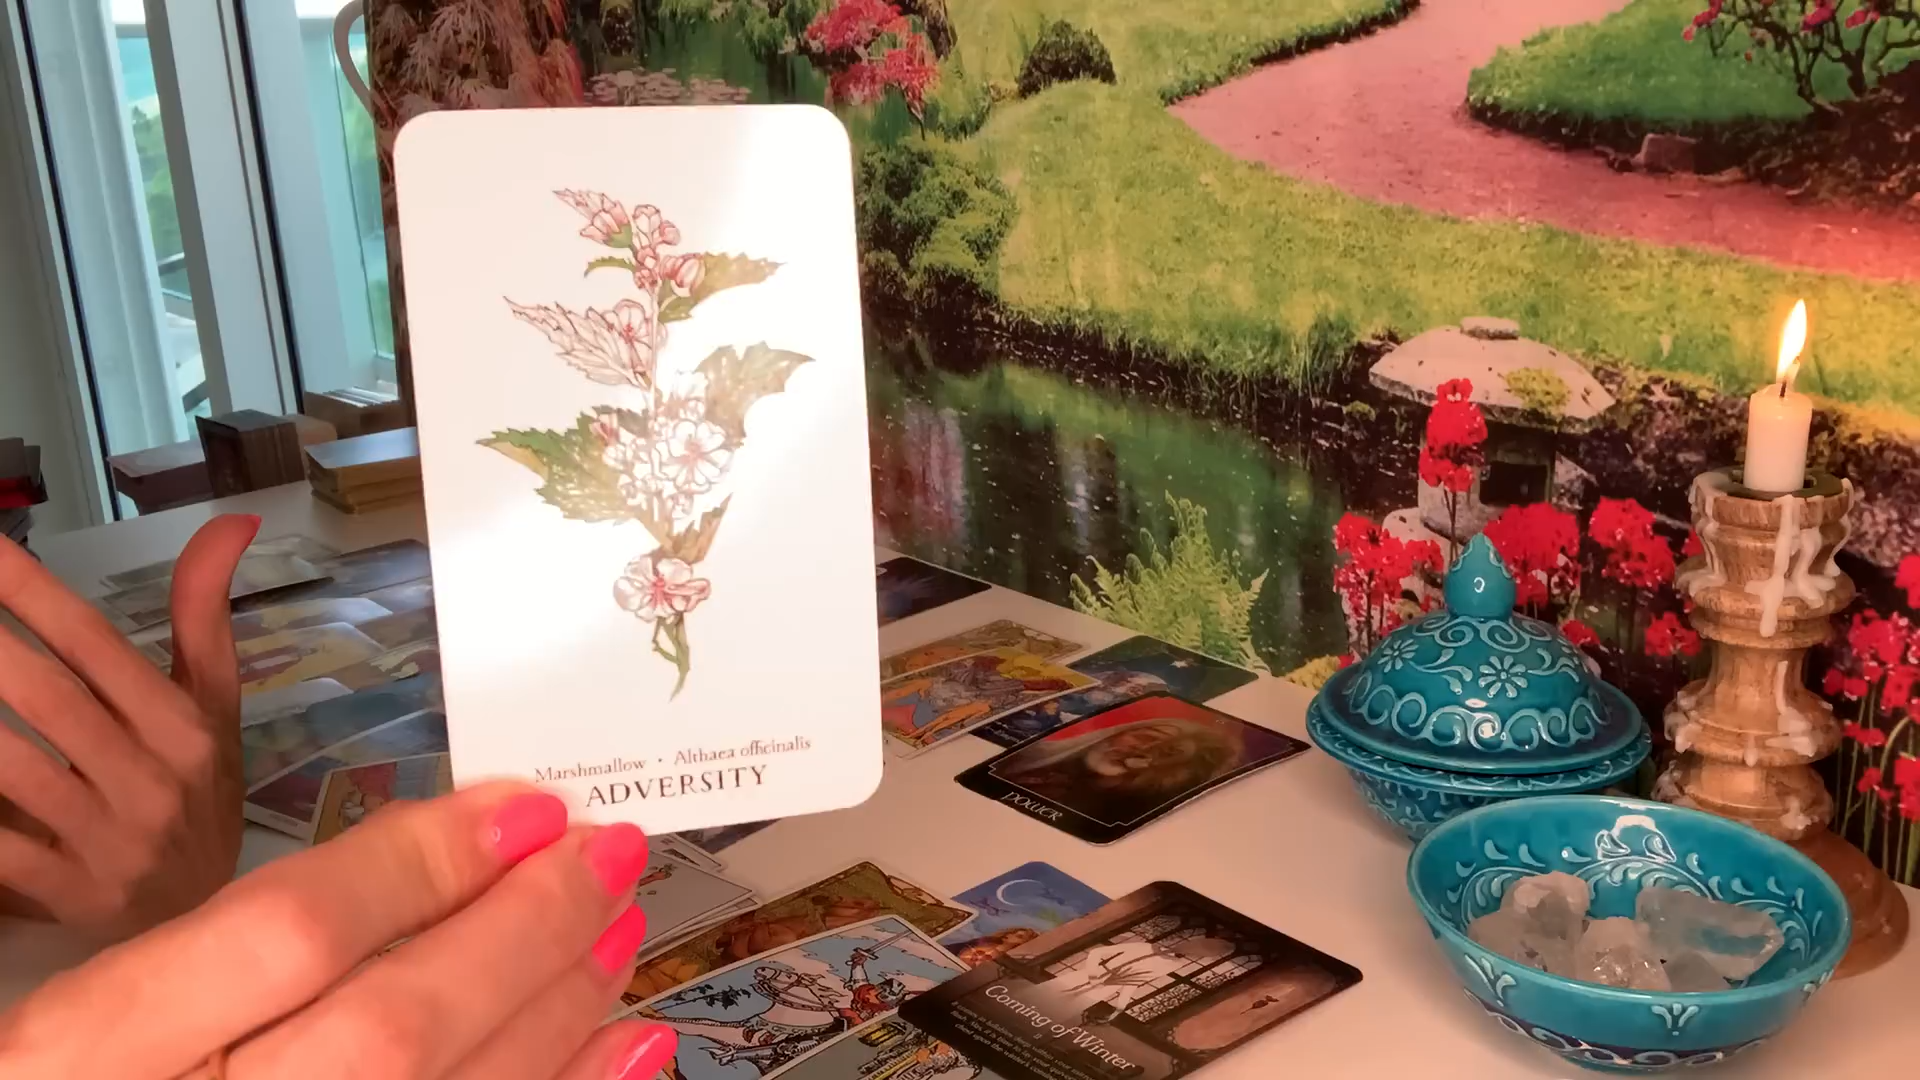 Marshmallow • Althaea officinalis
ADVERSITY
POWER
Coming of Winter